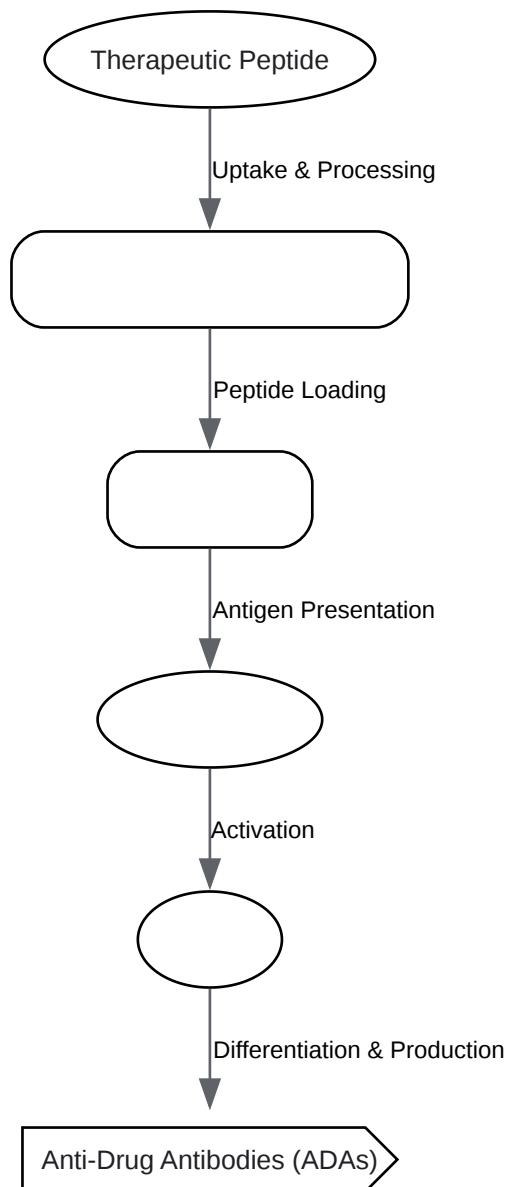 Therapeutic Peptide
Uptake & Processing
Peptide Loading
Antigen Presentation
Activation
Differentiation & Production
Anti-Drug Antibodies (ADAs)